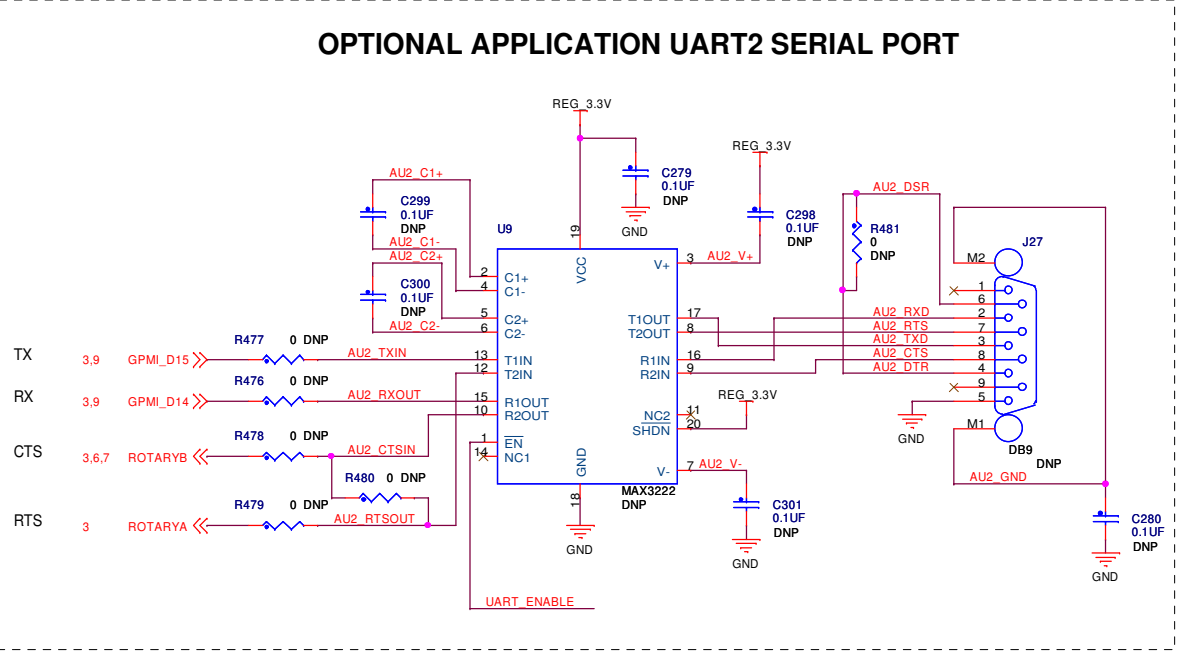 OPTIONAL APPLICATION UART2 SERIAL PORT
REG_3.3V
REG_3.3V
AU2_C1+
C279
0.1UF
DNP
GND
C299
0.1UF
DNP
AU2_C1-
AU2_C2+
C300
0.1UF
DNP
AU2_C2-
U9
19
VCC
C298
0.1UF
DNP
AU2_V+
AU2_DSR
R481
0
DNP
J27
2 C1+
4 C1-
5 C2+
6 C2-
13 T1IN
12 T2IN
15 R1OUT
10 R2OUT
1 EN
14 NC1
V+ 3
T1OUT 17
T2OUT 8
R1IN 16
R2IN 9
NC2 11
SHDN 20
V- 7
GND
18
GND
MAX3222
DNP
TX 3,9 GPMI_D15
R477 0 DNP
AU2_TXIN
RX 3,9 GPMI_D14
R476 0 DNP
AU2_RXOUT
CTS 3,6,7 ROTARYB
R478 0 DNP
AU2_CTSIN
R480 0 DNP
RTS 3 ROTARYA
R479 0 DNP
AU2_RTSOUT
UART_ENABLE
REG_3.3V
AU2_V-
C301
0.1UF
DNP
GND
AU2_RXD
AU2_RTS
AU2_TXD
AU2_CTS
AU2_DTR
M2
1
6
2
7
3
8
4
9
5
M1
GND
DB9
DNP
AU2_GND
C280
0.1UF
DNP
GND